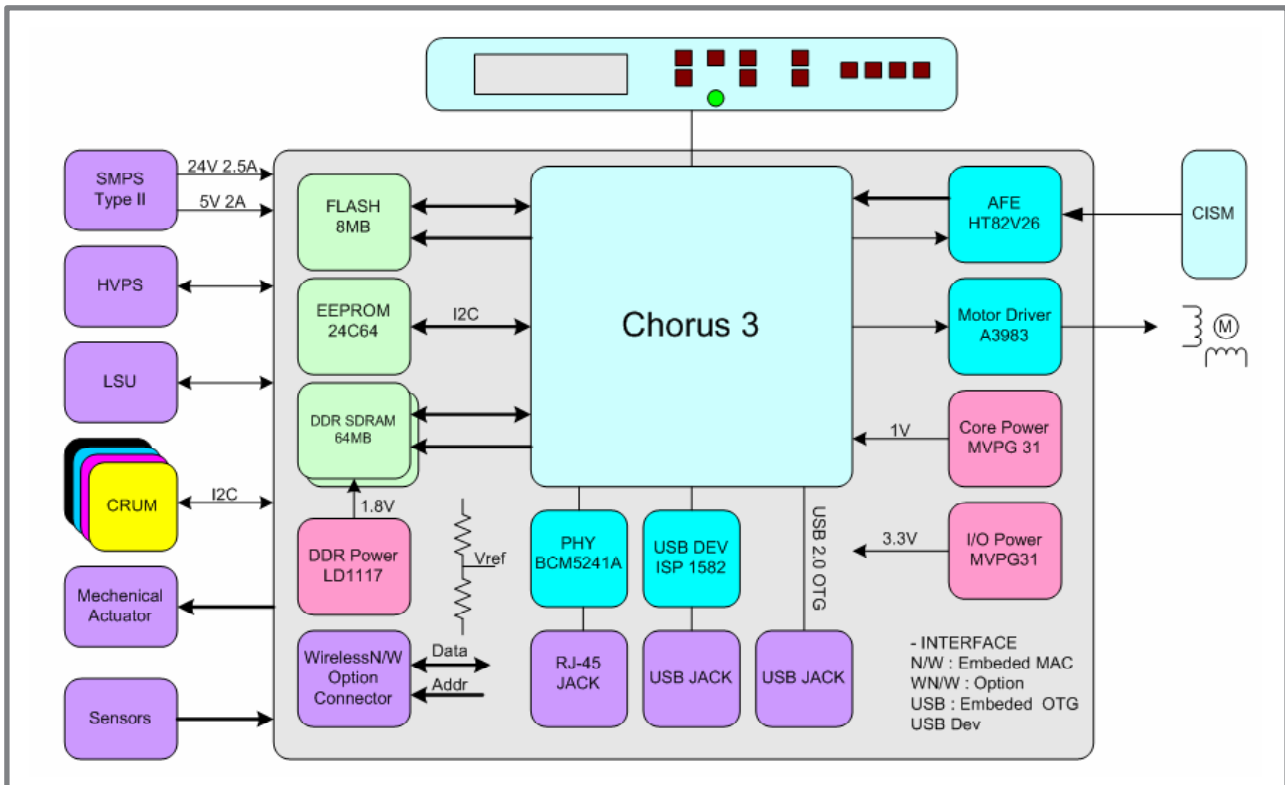 SMPS
Type II
24V 2.5A
5V 2A
HVPS
LSU
CRUM
I2C
Mechenical
Actuator
Sensors
FLASH
8MB
EEPROM
24C64
I2C
DDR SDRAM
64MB
1.8V
DDR Power
LD1117
Vref
WirelessN/W
Option
Connector
Data
Addr
Chorus 3
PHY
BCM5241A
USB DEV
ISP 1582
USB 2.0 OTG
RJ-45
JACK
USB JACK
USB JACK
AFE
HT82V26
CISM
Motor Driver
A3983
M
1V
Core Power
MVPG 31
3.3V
I/O Power
MVPG31
- INTERFACE
N/W : Embeded MAC
WN/W : Option
USB : Embeded OTG
USB Dev